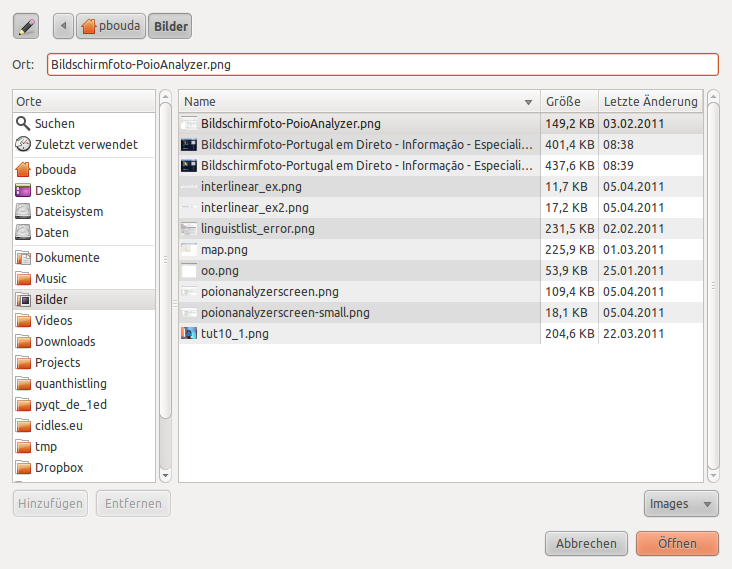 pbouda Bilder
Ort: Bildschirmfoto-PoioAnalyzer.png
Orte
Suchen
Zuletzt verwendet
pbouda
Desktop
Dateisystem
Daten
Dokumente
Music
Bilder
Videos
Downloads
Projects
quanthistling
pyqt_de_1ed
cidles.eu
tmp
Dropbox
Name Größe Letzte Änderung
Bildschirmfoto-PoioAnalyzer.png 149,2 KB 03.02.2011
Bildschirmfoto-Portugal em Direto - Informação - Especiali... 401,4 KB 08:38
Bildschirmfoto-Portugal em Direto - Informação - Especiali... 437,6 KB 08:39
interlinear_ex.png 11,7 KB 05.04.2011
interlinear_ex2.png 17,2 KB 05.04.2011
linguistlist_error.png 231,5 KB 02.02.2011
map.png 225,9 KB 01.03.2011
oo.png 53,9 KB 25.01.2011
poionanalyzerscreen.png 109,4 KB 05.04.2011
poionanalyzerscreen-small.png 18,1 KB 05.04.2011
tut10_1.png 204,6 KB 22.03.2011
Hinzufügen Entfernen Images
Abbrechen Öffnen